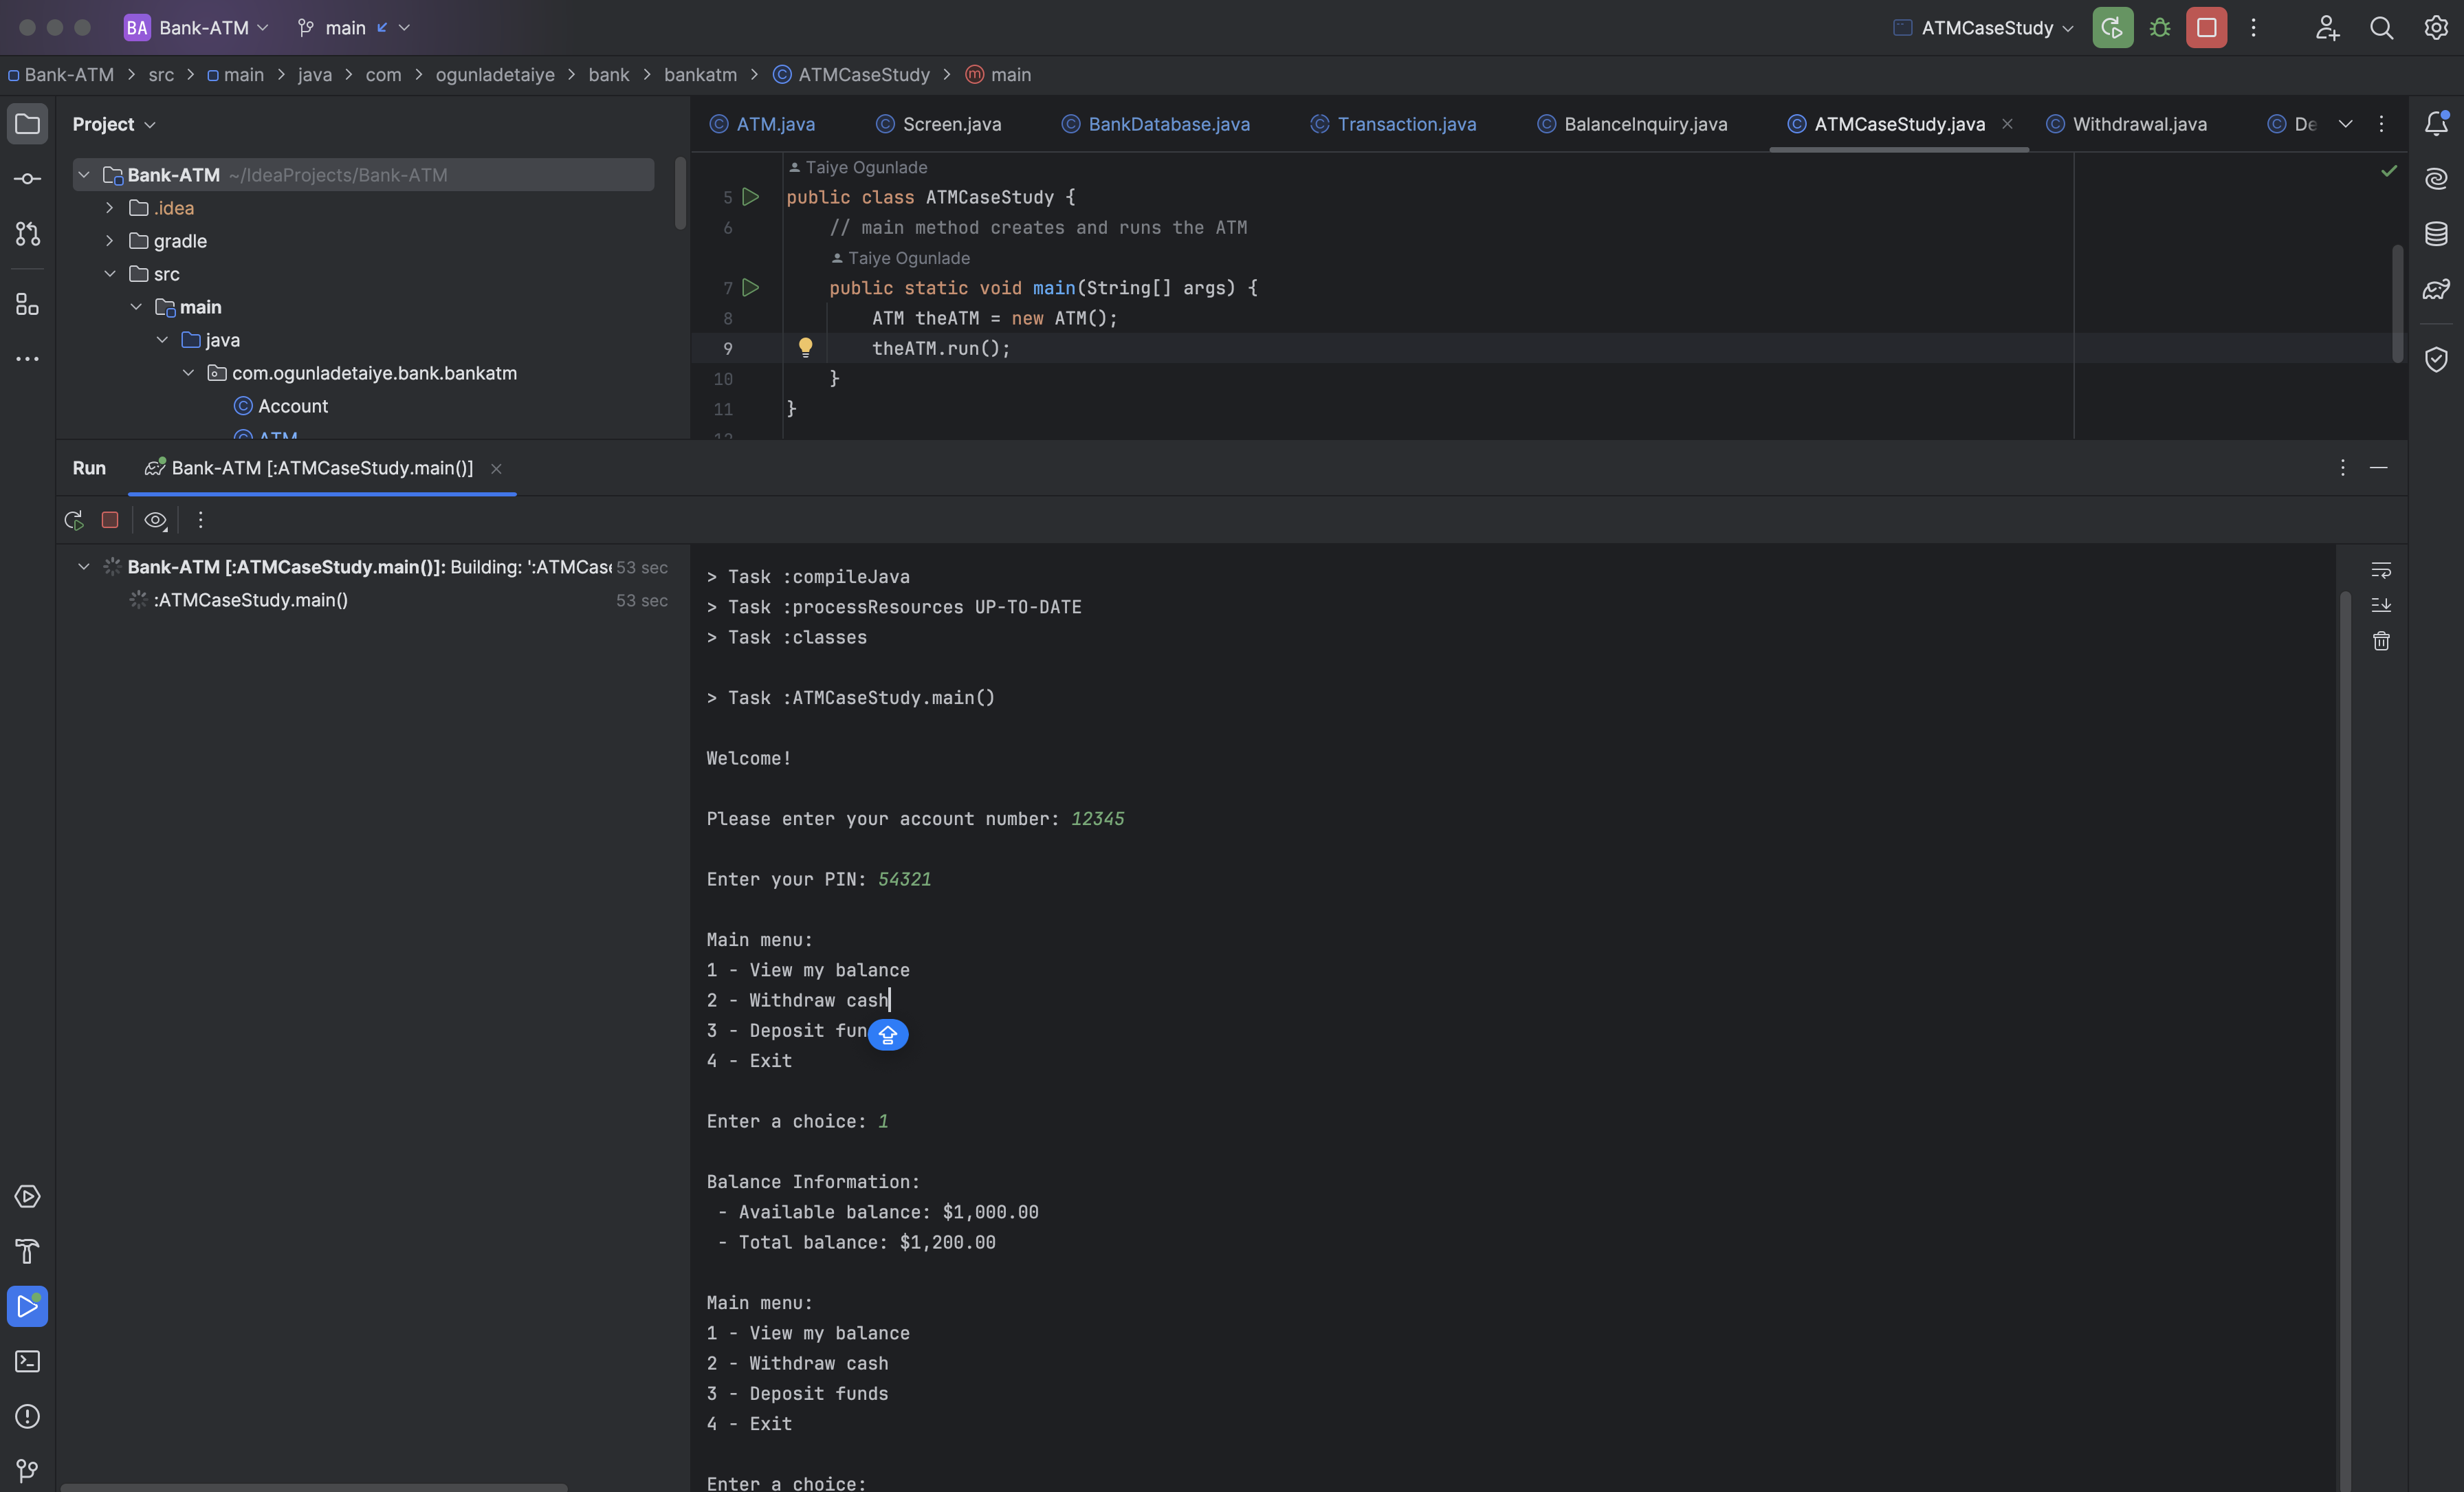 BA Bank-ATM main ATMCaseStudy
Bank-ATM > src > main > java > com > ogunladetaiye > bank > bankatm > ATMCaseStudy > main
Project
Bank-ATM ~/IdeaProjects/Bank-ATM
.idea
gradle
src
main
java
com.ogunladetaiye.bank.bankatm
Account
ATM
ATM.java Screen.java BankDatabase.java Transaction.java BalanceInquiry.java ATMCaseStudy.java Withdrawal.java De
Taiye Ogunlade
5 public class ATMCaseStudy {
6 // main method creates and runs the ATM
Taiye Ogunlade
7 public static void main(String[] args) {
8 ATM theATM = new ATM();
9 theATM.run();
10 }
11 }
12
Run Bank-ATM [:ATMCaseStudy.main()]
Bank-ATM [:ATMCaseStudy.main()]: Building: ':ATMCase 53 sec
:ATMCaseStudy.main() 53 sec
> Task :compileJava
> Task :processResources UP-TO-DATE
> Task :classes
> Task :ATMCaseStudy.main()
Welcome!
Please enter your account number: 12345
Enter your PIN: 54321
Main menu:
1 - View my balance
2 - Withdraw cash
3 - Deposit fun
4 - Exit
Enter a choice: 1
Balance Information:
- Available balance: $1,000.00
- Total balance: $1,200.00
Main menu:
1 - View my balance
2 - Withdraw cash
3 - Deposit funds
4 - Exit
Enter a choice: